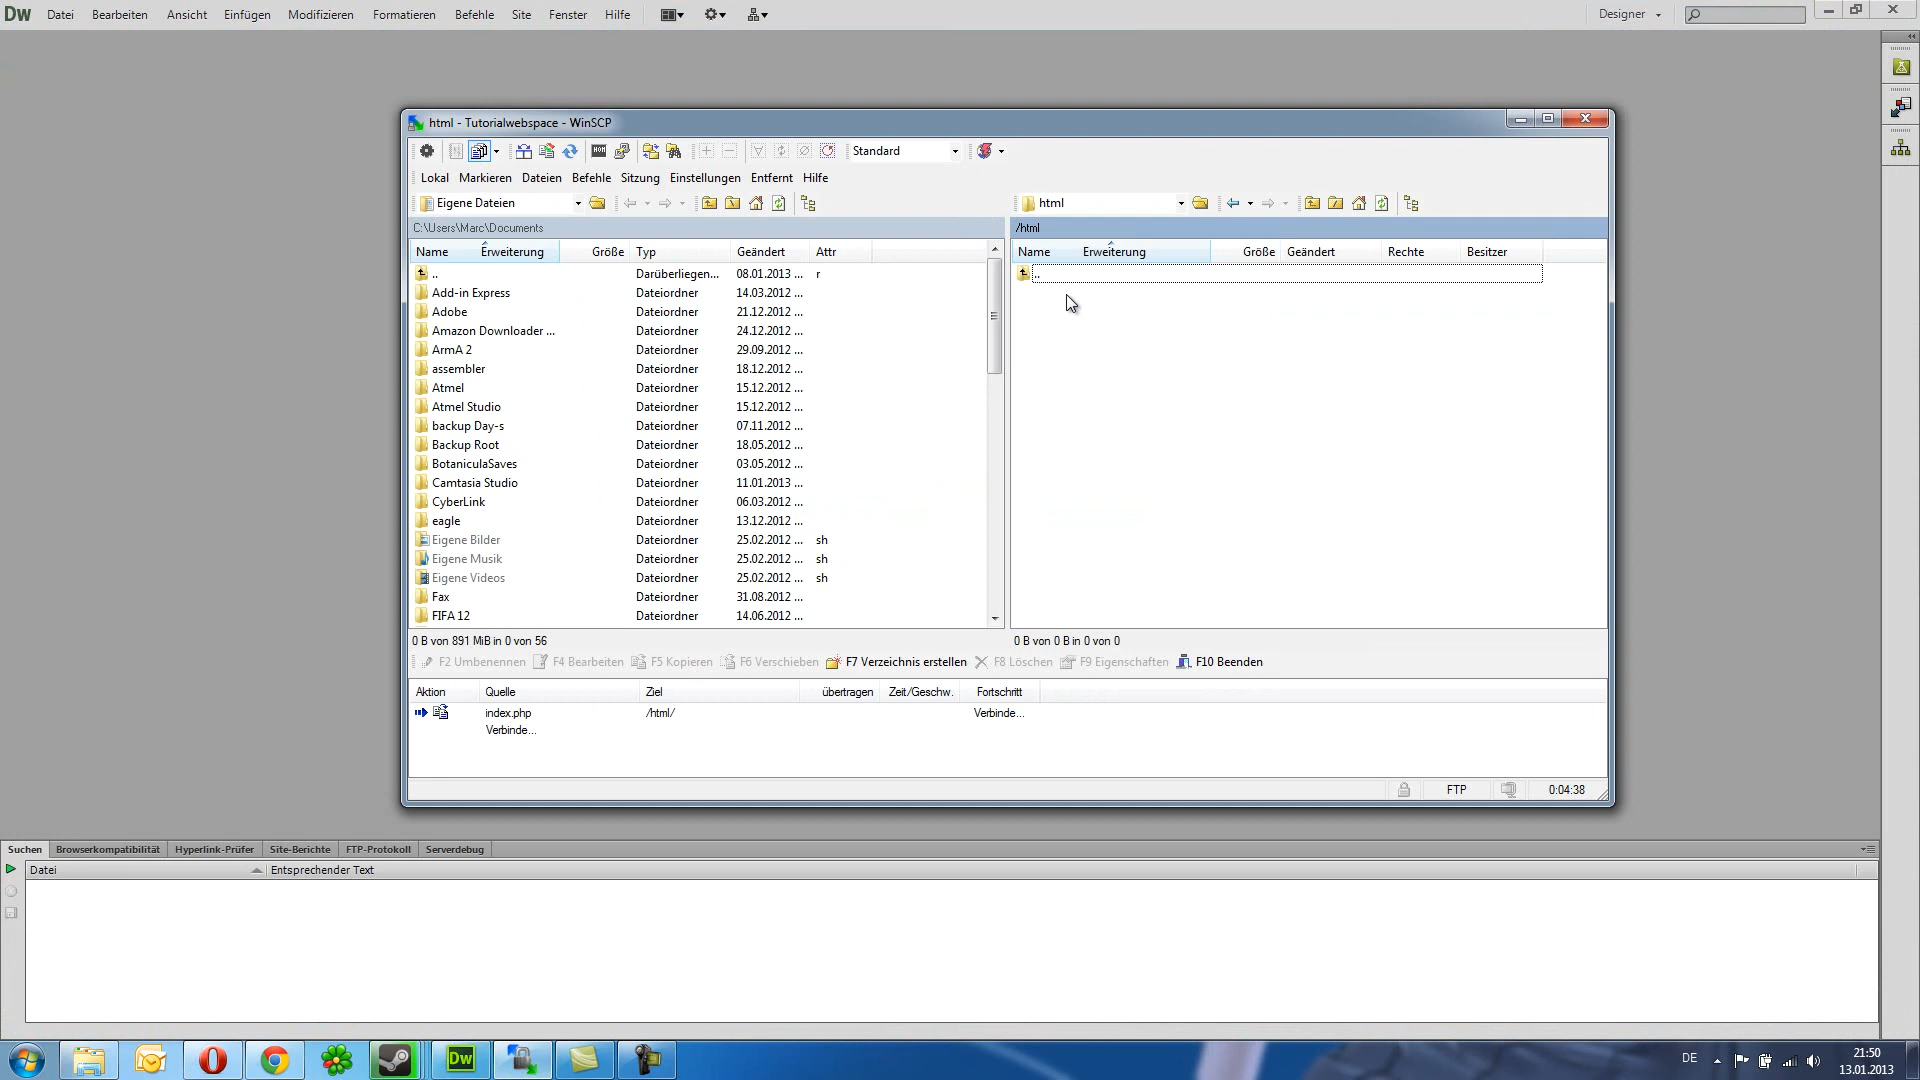 Dw Datei Bearbeiten Ansicht Einfügen Modifizieren Formatieren Befehle Site Fenster Hilfe Designer
html - Tutorialwebspace - WinSCP
Standard
Lokal Markieren Dateien Befehle Sitzung Einstellungen Entfernt Hilfe
Eigene Dateien html
C:\Users\Marc\Documents /html
Name Erweiterung Größe Typ Geändert Attr Name Erweiterung Größe Geändert Rechte Besitzer
.. Darüberliegen... 08.01.2013 ... r ..
Add-in Express Dateiordner 14.03.2012 ...
Adobe Dateiordner 21.12.2012 ...
Amazon Downloader ... Dateiordner 24.12.2012 ...
ArmA 2 Dateiordner 29.09.2012 ...
assembler Dateiordner 18.12.2012 ...
Atmel Dateiordner 15.12.2012 ...
Atmel Studio Dateiordner 15.12.2012 ...
backup Day-s Dateiordner 07.11.2012 ...
Backup Root Dateiordner 18.05.2012 ...
BotaniculaSaves Dateiordner 03.05.2012 ...
Camtasia Studio Dateiordner 11.01.2013 ...
CyberLink Dateiordner 06.03.2012 ...
eagle Dateiordner 13.12.2012 ...
Eigene Bilder Dateiordner 25.02.2012 ... sh
Eigene Musik Dateiordner 25.02.2012 ... sh
Eigene Videos Dateiordner 25.02.2012 ... sh
Fax Dateiordner 31.08.2012 ...
FIFA 12 Dateiordner 14.06.2012 ...
0 B von 891 MiB in 0 von 56 0 B von 0 B in 0 von 0
F2 Umbenennen F4 Bearbeiten F5 Kopieren F6 Verschieben F7 Verzeichnis erstellen F8 Löschen F9 Eigenschaften F10 Beenden
Aktion Quelle Ziel übertragen Zeit/Geschw. Fortschritt
index.php /html/ Verbinde...
Verbinde...
FTP 0:04:38
Suchen Browserkompatibilität Hyperlink-Prüfer Site-Berichte FTP-Protokoll Serverdebug
Datei Entsprechender Text
Dw DE 21:50
13.01.2013